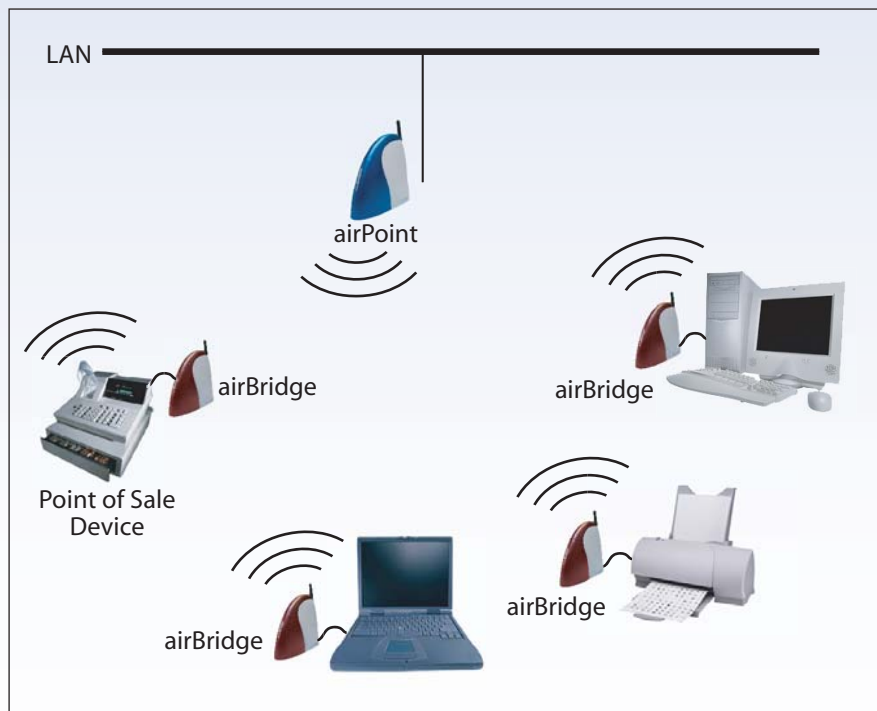 LAN
airPoint
airBridge
airBridge
Point of Sale
Device
airBridge
airBridge